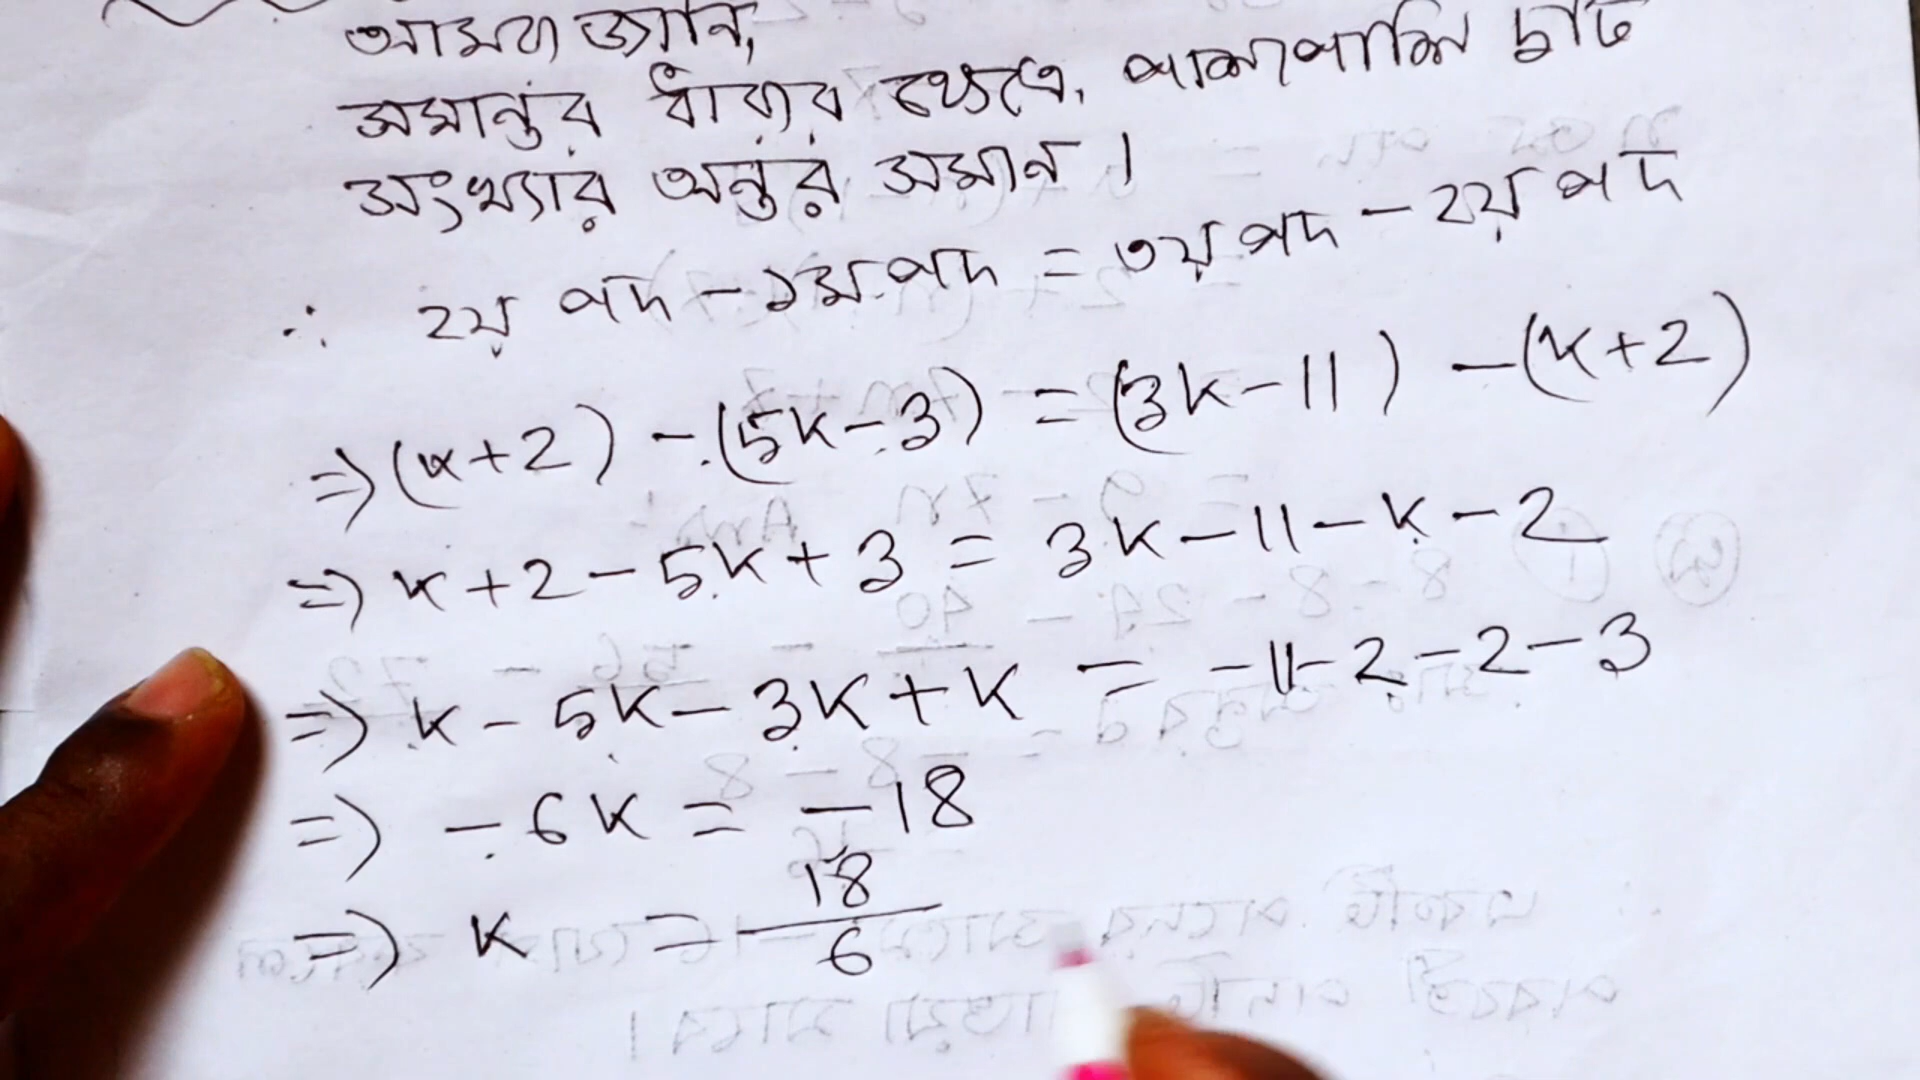 আমরা জানি,
সমান্তর ধারার ক্ষেত্রে, পাশাপাশি দুটি
সংখ্যার অন্তর সমান।
∴ ২য় পদ - ১ম পদ = ৩য় পদ - ২য় পদ
=> (k+2) - (5k-3) = (3k-11) - (k+2)
=> k+2-5k+3 = 3k-11-k-2
=> k-5k-3k+k = -11-2-2-3
=> -6k = -18
=> k = 18/6